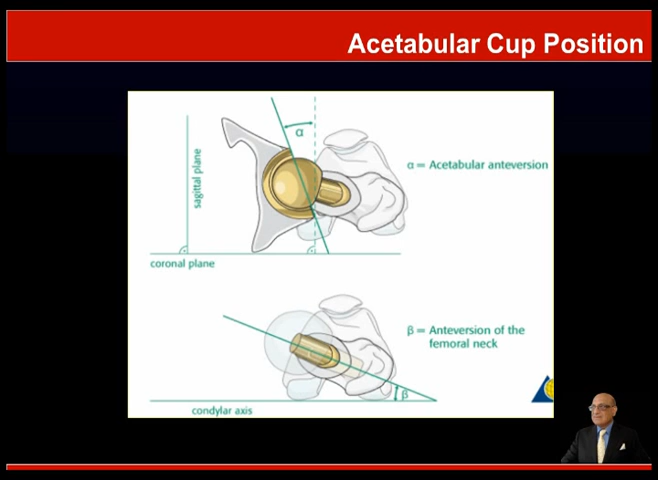 Acetabular Cup Position
α
α = Acetabular anteversion
sagittal plane
coronal plane
β = Anteversion of the
femoral neck
β
condylar axis